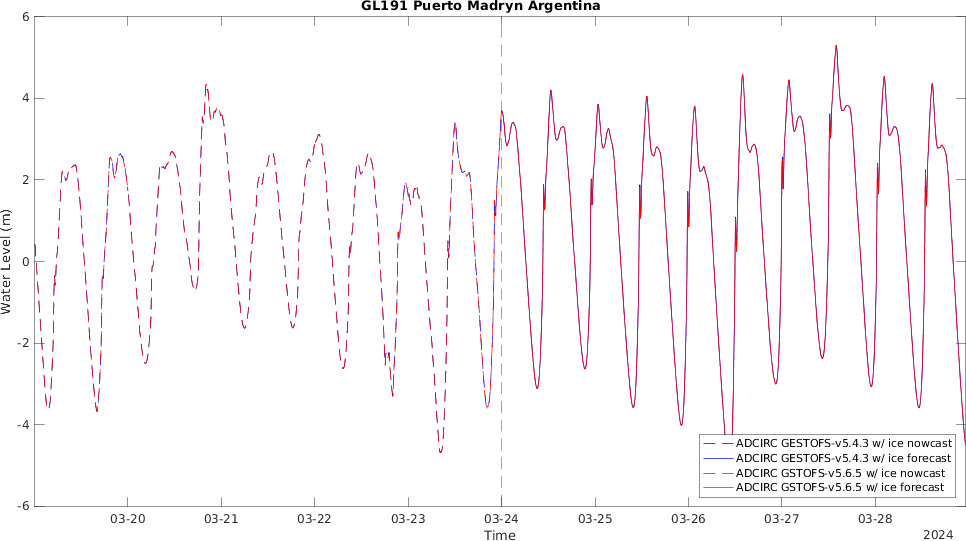 GL191 Puerto Madryn Argentina
6
4
2
0
-2
-4
-6
Water Level (m)
ADCIRC GESTOFS-v5.4.3 w/ ice nowcast
ADCIRC GESTOFS-v5.4.3 w/ ice forecast
ADCIRC GSTOFS-v5.6.5 w/ ice nowcast
ADCIRC GSTOFS-v5.6.5 w/ ice forecast
03-20 03-21 03-22 03-23 03-24 03-25 03-26 03-27 03-28
Time
2024